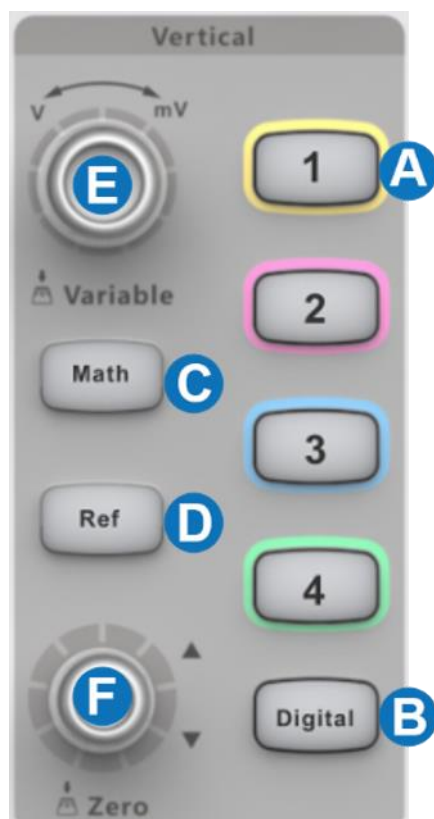 Vertical
V mV
E
1 A
Variable
2
Math C
3
Ref D
4
F
Digital B
Zero